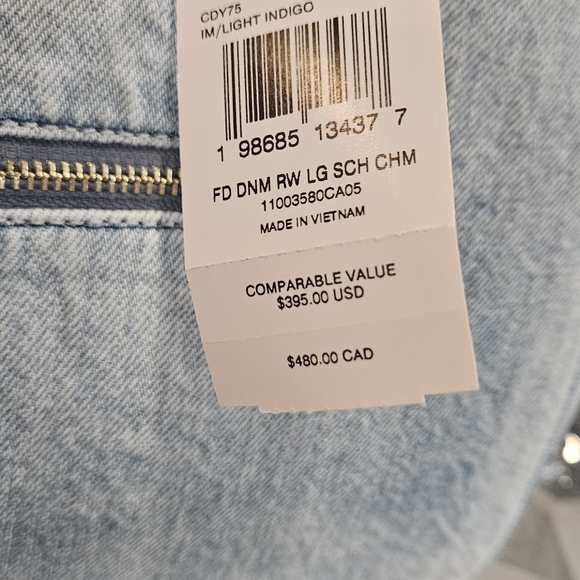 CDY75
IM/LIGHT INDIGO
1 98685 13437 7
FD DNM RW LG SCH CHM
11003580CA05
MADE IN VIETNAM
COMPARABLE VALUE
$395.00 USD
$480.00 CAD